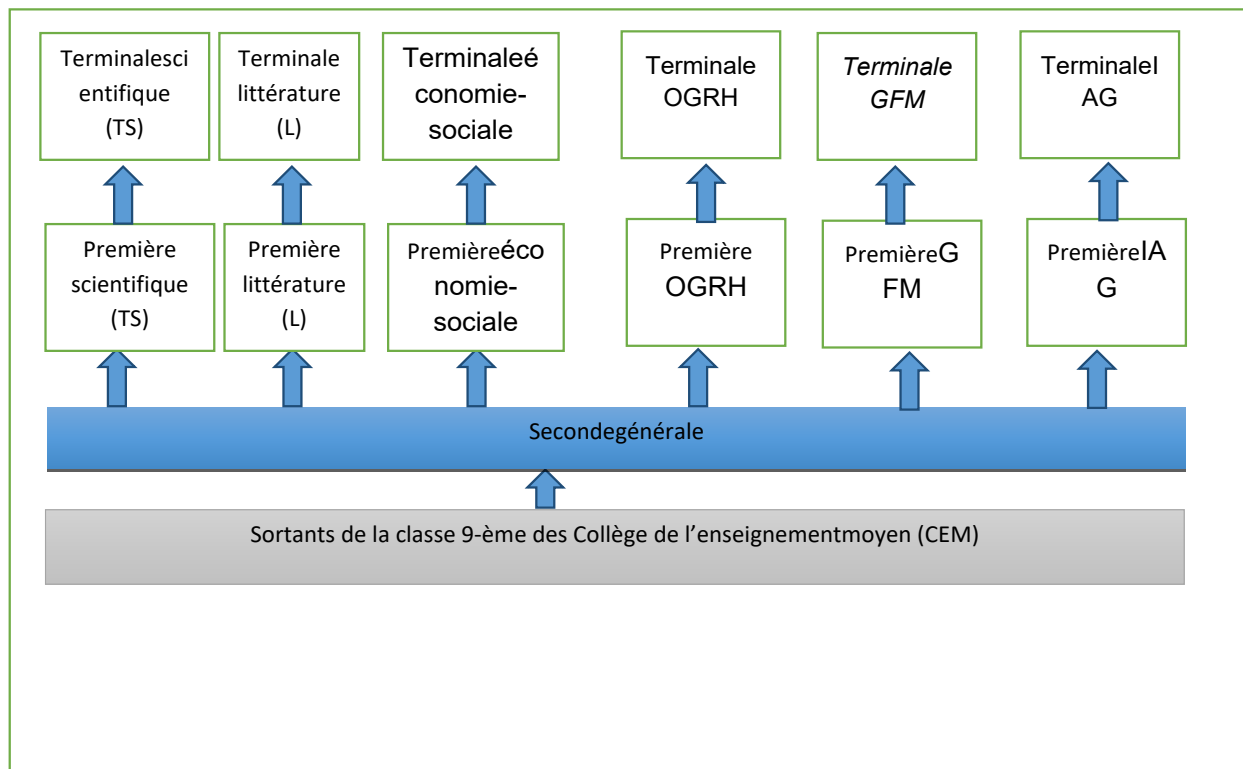 Terminalesci
entifique
(TS)
Terminale
littérature
(L)
Terminaleé
conomie-
sociale
Terminale
OGRH
Terminale
GFM
TerminaleI
AG
Première
scientifique
(TS)
Première
littérature
(L)
Premièreéco
nomie-
sociale
Première
OGRH
PremièreG
FM
PremièreIA
G
Secondegénérale
Sortants de la classe 9-ème des Collège de l’enseignementmoyen (CEM)